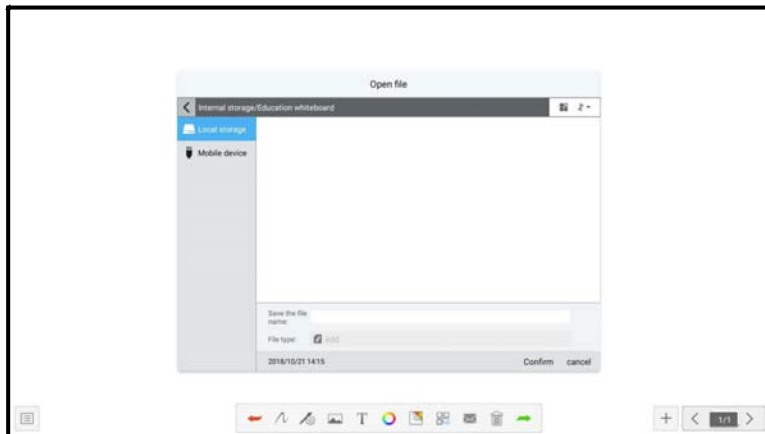 Open file
Internal storage/Education whiteboard
Local storage
Mobile device
Save the file
name:
File type:
2018/10/21 14:15
Confirm cancel
T
1/1